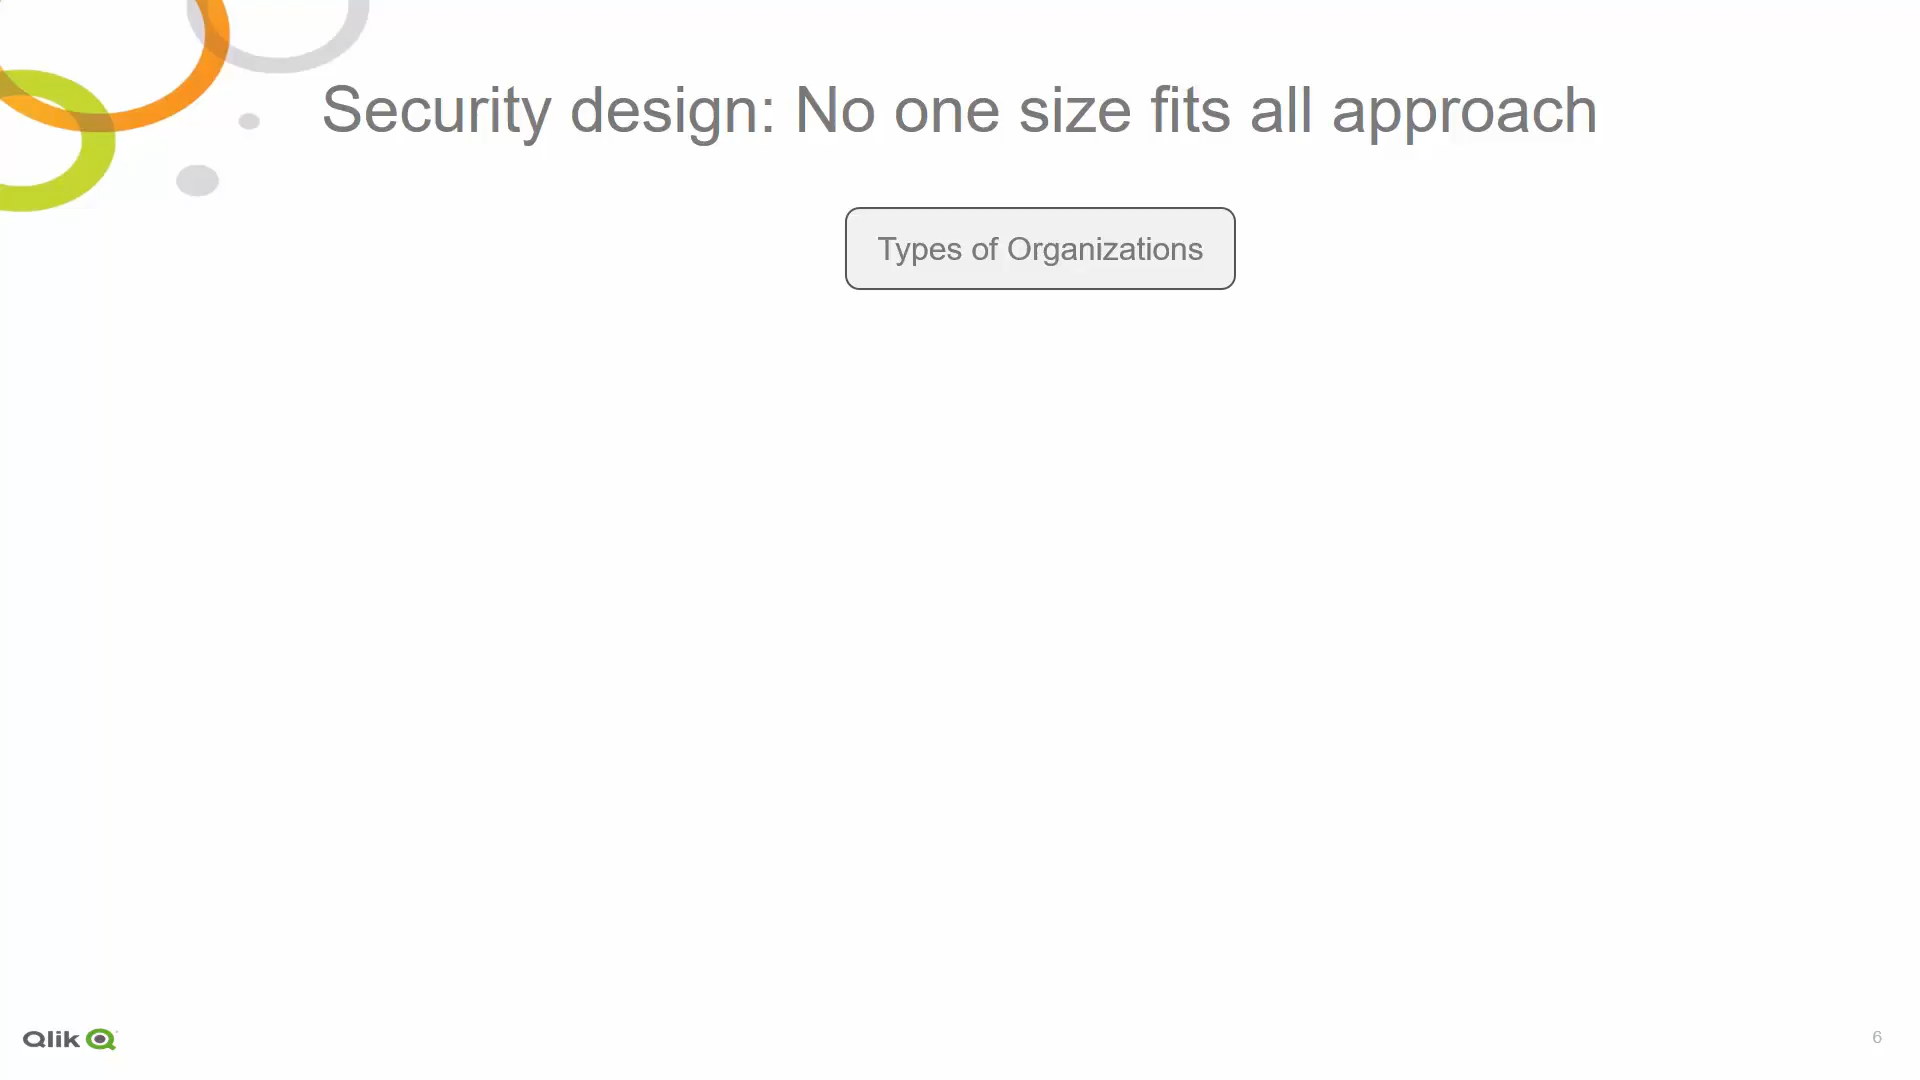 Security design: No one size fits all approach
Types of Organizations
Qlik
6